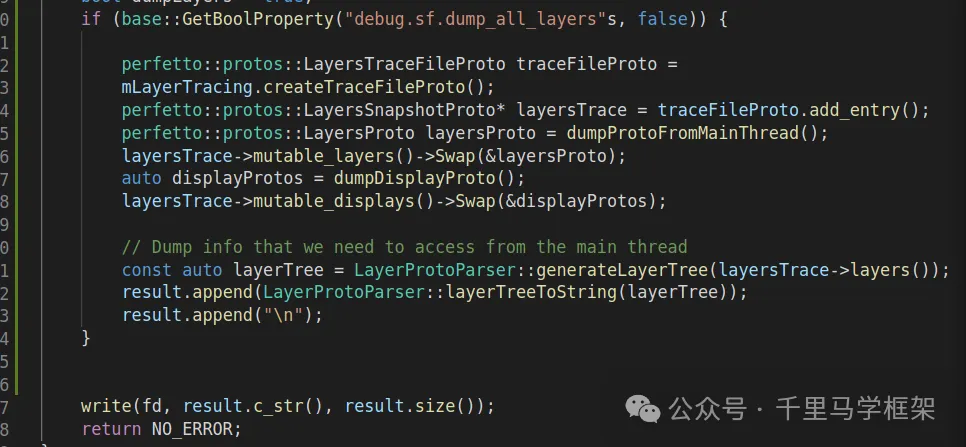 0 if (base::GetBoolProperty("debug.sf.dump_all_layers"s, false)) {
1
2 perfetto::protos::LayersTraceFileProto traceFileProto =
3 mLayerTracing.createTraceFileProto();
4 perfetto::protos::LayersSnapshotProto* layersTrace = traceFileProto.add_entry();
5 perfetto::protos::LayersProto layersProto = dumpProtoFromMainThread();
6 layersTrace->mutable_layers()->Swap(&layersProto);
7 auto displayProtos = dumpDisplayProto();
8 layersTrace->mutable_displays()->Swap(&displayProtos);
9
0 // Dump info that we need to access from the main thread
1 const auto layerTree = LayerProtoParser::generateLayerTree(layersTrace->layers());
2 result.append(LayerProtoParser::layerTreeToString(layerTree));
3 result.append("\n");
4 }
5
6
7 write(fd, result.c_str(), result.size());
8 return NO_ERROR;
公众号 · 千里马学框架